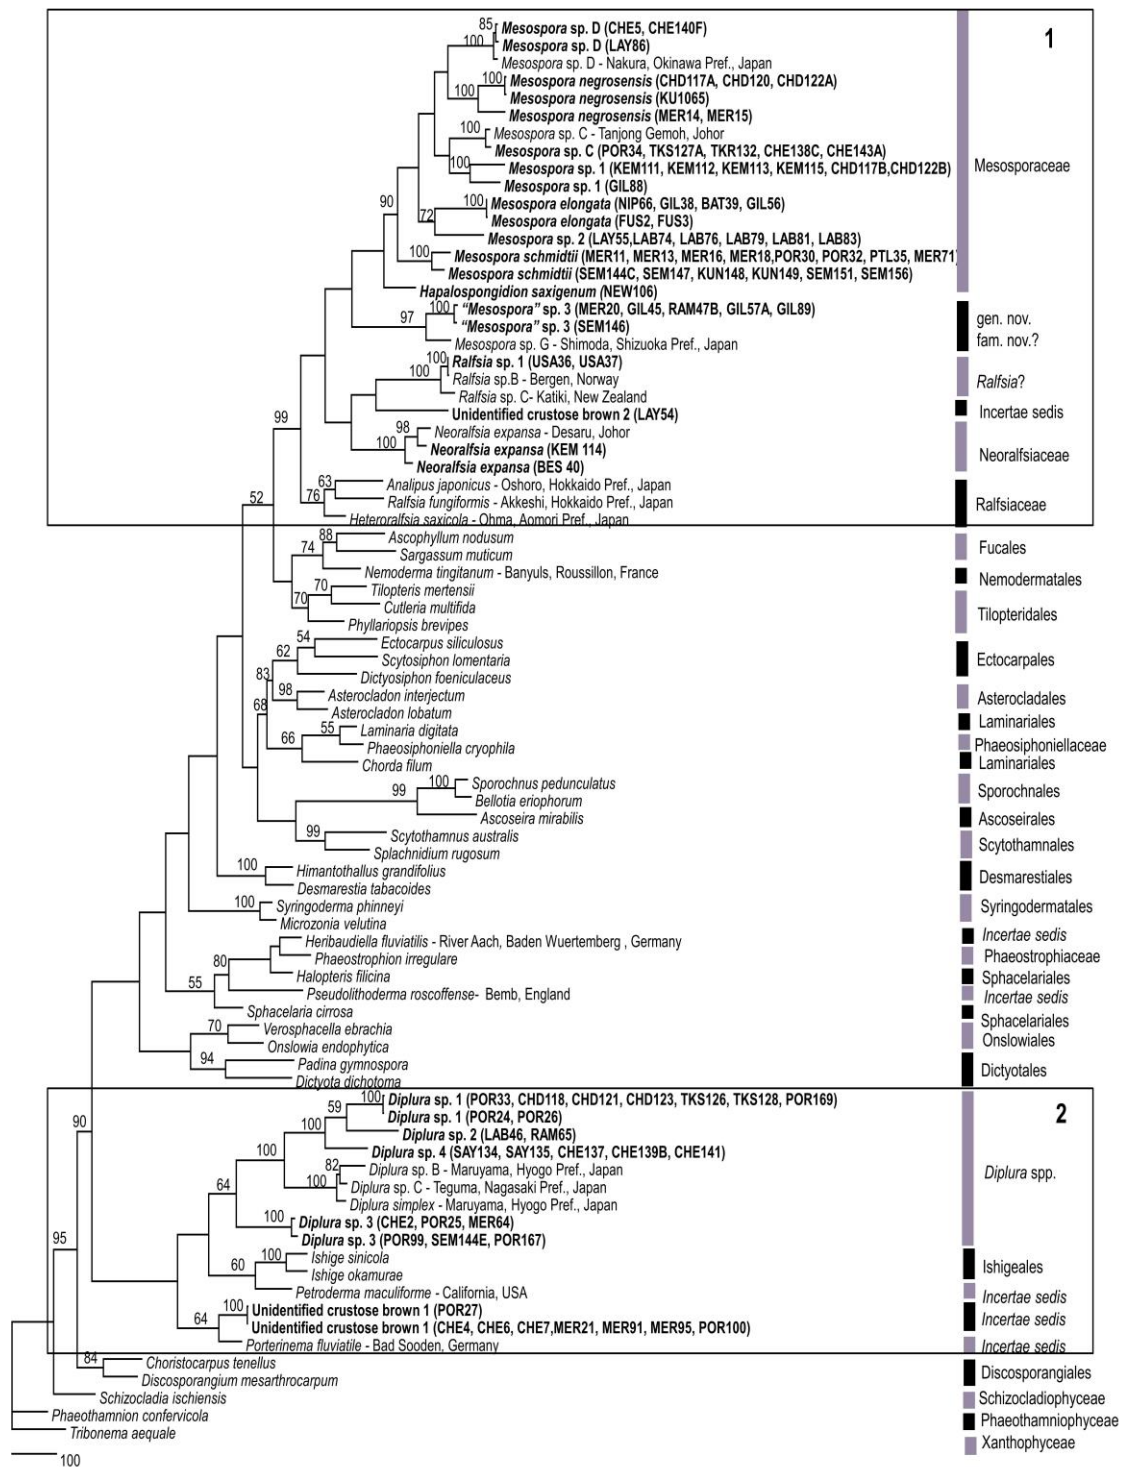 1
85
100
Mesospora sp. D (CHE5, CHE140F)
Mesospora sp. D (LAY86)
Mesospora sp. D - Nakura, Okinawa Pref., Japan
100
100
Mesospora negrosensis (CHD117A, CHD120, CHD122A)
Mesospora negrosensis (KU1065)
Mesospora negrosensis (MER14, MER15)
100
Mesospora sp. C - Tanjong Gemoh, Johor
Mesospora sp. C (POR34, TKS127A, TKR132, CHE138C, CHE143A)
100
Mesospora sp. 1 (KEM111, KEM112, KEM113, KEM115, CHD117B,CHD122B)
Mesospora sp. 1 (GIL88)
Mesosporaceae
90
72
100
Mesospora elongata (NIP66, GIL38, BAT39, GIL56)
Mesospora elongata (FUS2, FUS3)
Mesospora sp. 2 (LAY55,LAB74, LAB76, LAB79, LAB81, LAB83)
100
Mesospora schmidtii (MER11, MER13, MER16, MER18,POR30, POR32, PTL35, MER71)
Mesospora schmidtii (SEM144C, SEM147, KUN148, KUN149, SEM151, SEM156)
Hapalospongidion saxigenum (NEW106)
97
100
"Mesospora" sp. 3 (MER20, GIL45, RAM47B, GIL57A, GIL89)
"Mesospora" sp. 3 (SEM146)
Mesospora sp. G - Shimoda, Shizuoka Pref., Japan
gen. nov.
fam. nov.?
100
100
Ralfsia sp. 1 (USA36, USA37)
Ralfsia sp.B - Bergen, Norway
Ralfsia sp. C- Katiki, New Zealand
Ralfsia?
Unidentified crustose brown 2 (LAY54)
Incertae sedis
99
98
100
Neoralfsia expansa - Desaru, Johor
Neoralfsia expansa (KEM 114)
Neoralfsia expansa (BES 40)
Neoralfsiaceae
63
76
Analipus japonicus - Oshoro, Hokkaido Pref., Japan
Ralfsia fungiformis - Akkeshi, Hokkaido Pref., Japan
Heteroralfsia saxicola - Ohma, Aomori Pref., Japan
Ralfsiaceae
52
88
74
Ascophyllum nodusum
Sargassum muticum
Fucales
Nemoderma tingitanum - Banyuls, Roussillon, France
Nemodermatales
70
70
Tilopteris mertensii
Cutleria multifida
Phyllariopsis brevipes
Tilopteridales
54
62
Ectocarpus siliculosus
Scytosiphon lomentaria
Dictyosiphon foeniculaceus
Ectocarpales
83
98
68
Asterocladon interjectum
Asterocladon lobatum
Asterocladales
55
66
Laminaria digitata
Laminariales
Phaeosiphoniella cryophila
Phaeosiphoniellaceae
Chorda filum
Laminariales
99
100
Sporochnus pedunculatus
Bellotia eriophorum
Sporochnales
Ascoseira mirabilis
Ascoseirales
99
Scytothamnus australis
Splachnidium rugosum
Scytothamnales
100
Himantothallus grandifolius
Desmarestia tabacoides
Desmarestiales
100
Syringoderma phinneyi
Microzonia velutina
Syringodermatales
Heribaudiella fluviatilis - River Aach, Baden Wuertemberg , Germany
Incertae sedis
80
55
Phaeostrophion irregulare
Phaeostrophiaceae
Halopteris filicina
Sphacelariales
Pseudolithoderma roscoffense- Bemb, England
Incertae sedis
Sphacelaria cirrosa
Sphacelariales
70
Verosphacella ebrachia
Onslowia endophytica
Onslowiales
94
Padina gymnospora
Dictyota dichotoma
Dictyotales
2
100
59
Diplura sp. 1 (POR33, CHD118, CHD121, CHD123, TKS126, TKS128, POR169)
Diplura sp. 1 (POR24, POR26)
90
100
Diplura sp. 2 (LAB46, RAM65)
Diplura sp. 4 (SAY134, SAY135, CHE137, CHE139B, CHE141)
100
82
100
Diplura sp. B - Maruyama, Hyogo Pref., Japan
Diplura sp. C - Teguma, Nagasaki Pref., Japan
Diplura simplex - Maruyama, Hyogo Pref., Japan
Diplura spp.
64
100
Diplura sp. 3 (CHE2, POR25, MER64)
Diplura sp. 3 (POR99, SEM144E, POR167)
95
100
60
Ishige sinicola
Ishige okamurae
Ishigeales
Petroderma maculiforme - California, USA
Incertae sedis
100
64
Unidentified crustose brown 1 (POR27)
Unidentified crustose brown 1 (CHE4, CHE6, CHE7,MER21, MER91, MER95, POR100)
Incertae sedis
Porterinema fluviatile - Bad Sooden, Germany
Incertae sedis
84
Choristocarpus tenellus
Discosporangium mesarthrocarpum
Discosporangiales
Schizocladia ischiensis
Schizocladiophyceae
Phaeothamnion confervicola
Phaeothamniophyceae
Tribonema aequale
Xanthophyceae
100